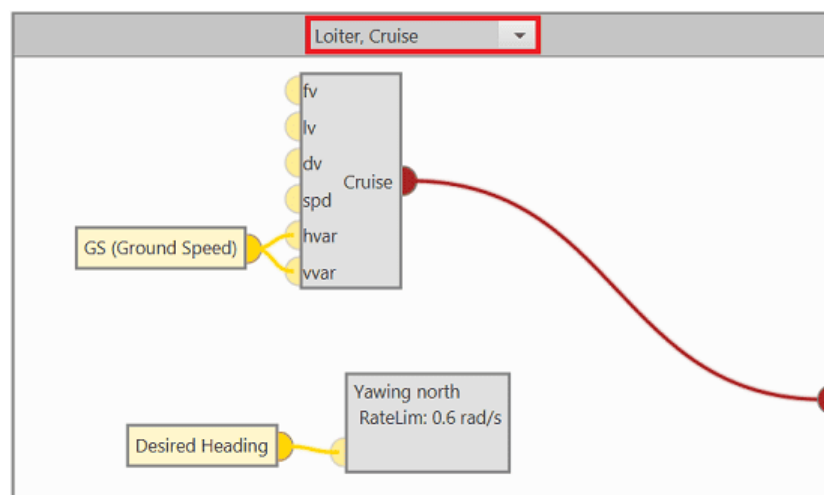 Loiter, Cruise
fv
lv
dv
Cruise
spd
GS (Ground Speed)
hvar
vvar
Yawing north
RateLim: 0.6 rad/s
Desired Heading